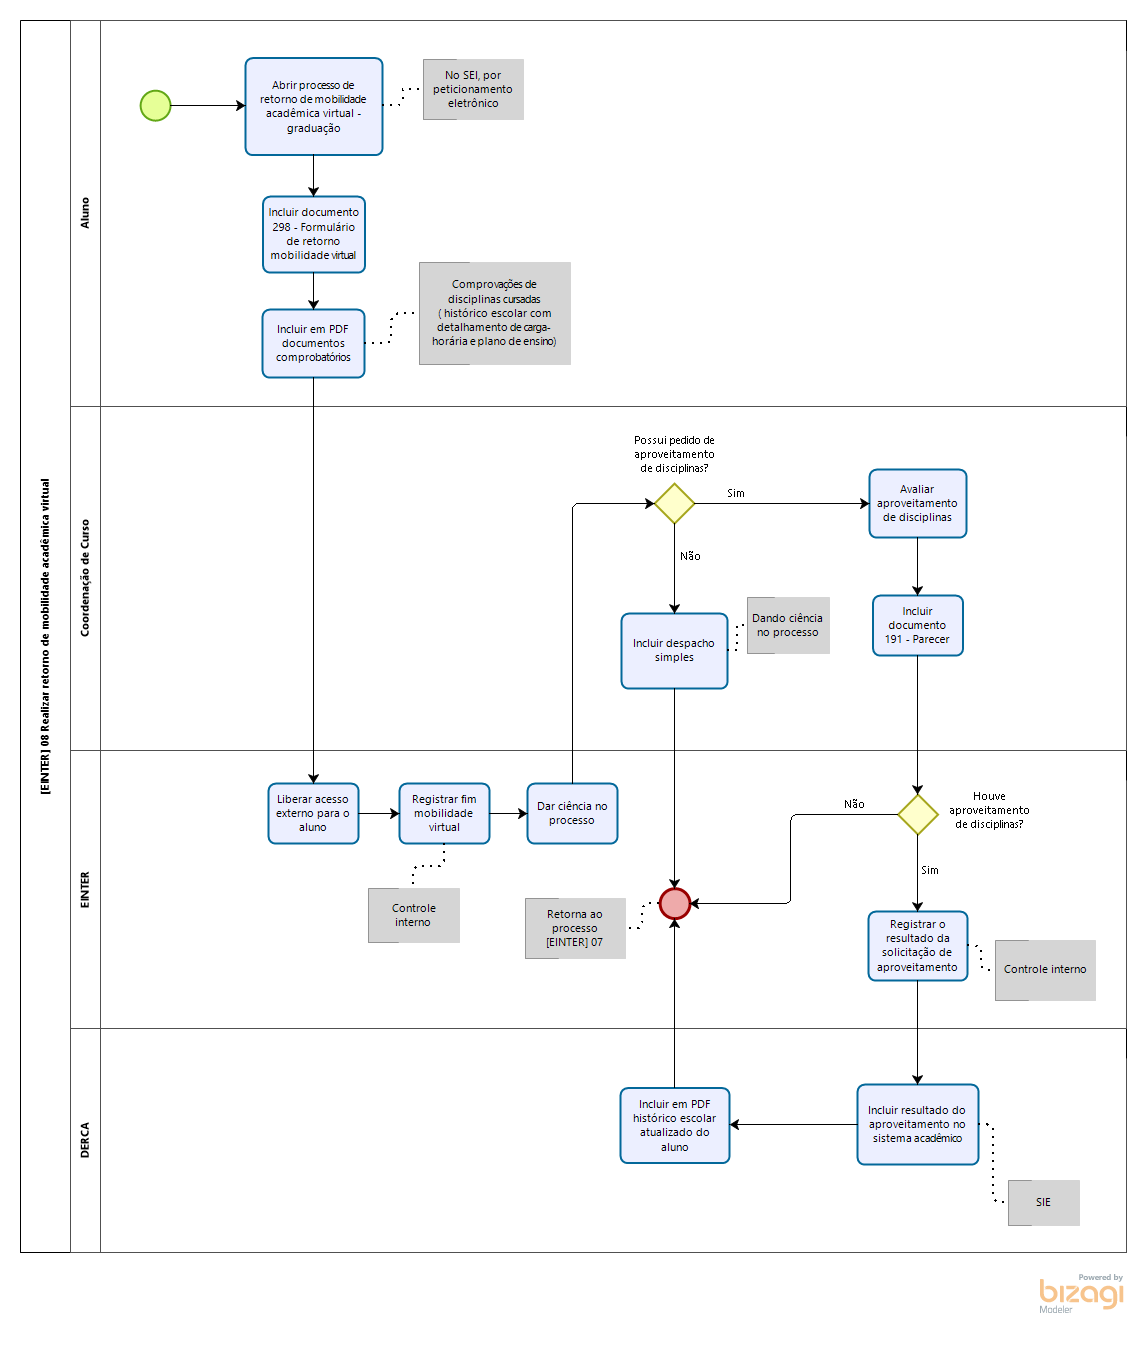 [EINTER] 08 Realizar retorno de mobilidade acadêmica virtual
Aluno
Abrir processo de
retorno de mobilidade
acadêmica virtual -
graduação
No SEI, por
peticionamento
eletrônico
Incluir documento
298 - Formulário
de retorno
mobilidade virtual
Incluir em PDF
documentos
comprobatórios
Comprovações de
disciplinas cursadas
( histórico escolar com
detalhamento de carga-
horária e plano de ensino)
Coordenação de Curso
Possui pedido de
aproveitamento
de disciplinas?
Sim
Não
Avaliar
aproveitamento
de disciplinas
Incluir despacho
simples
Dando ciência
no processo
Incluir
documento
191 - Parecer
EINTER
Liberar acesso
externo para o
aluno
Registrar fim
mobilidade
virtual
Dar ciência no
processo
Controle
interno
Retorna ao
processo
[EINTER] 07
Não
Houve
aproveitamento
de disciplinas?
Sim
Registrar o
resultado da
solicitação de
aproveitamento
Controle interno
DERCA
Incluir em PDF
histórico escolar
atualizado do
aluno
Incluir resultado do
aproveitamento no
sistema acadêmico
SIE
Powered by
bizagi
Modeler